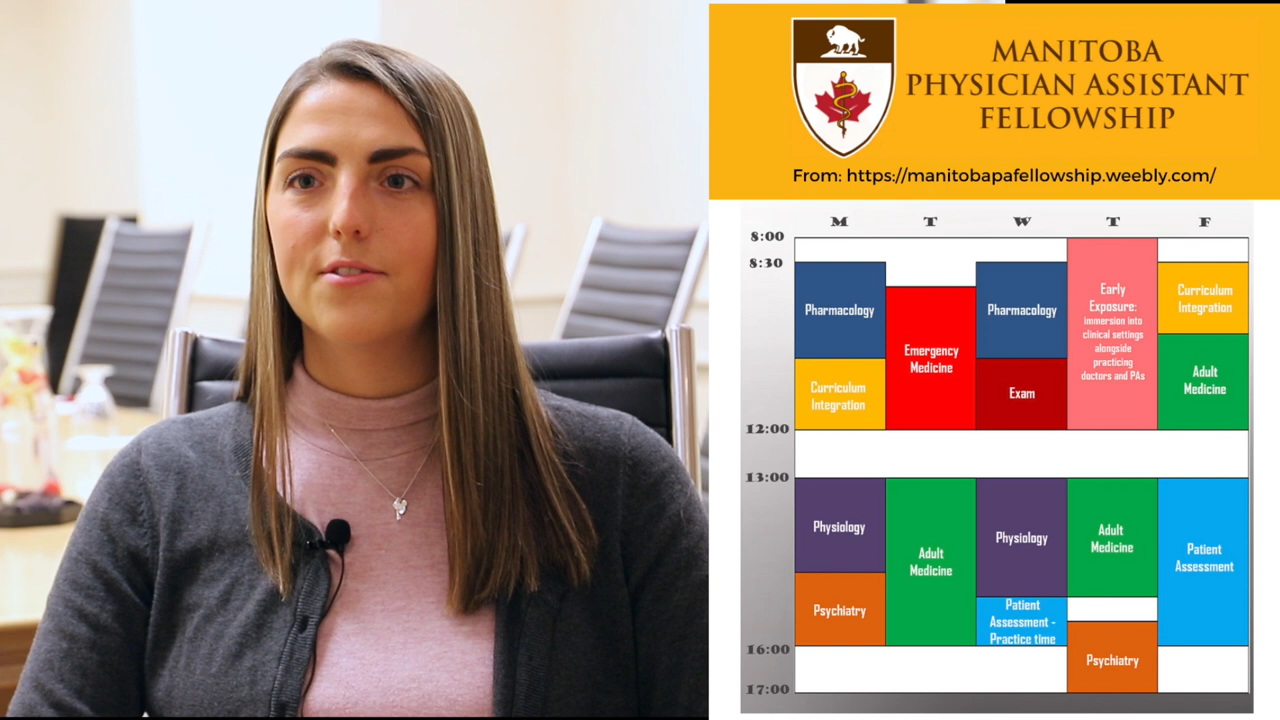 MANITOBA
PHYSICIAN ASSISTANT
FELLOWSHIP
From: https://manitobapafellowship.weebly.com/
M T W T F
8:00
8:30
Pharmacology
Curriculum
Integration
Emergency
Medicine
Pharmacology
Exam
Early
Exposure:
immersion into
clinical settings
alongside
practicing
doctors and PAs
Curriculum
Integration
Adult
Medicine
12:00
13:00
Physiology
Psychiatry
Adult
Medicine
Physiology
Patient
Assessment -
Practice time
Adult
Medicine
Psychiatry
Patient
Assessment
16:00
17:00